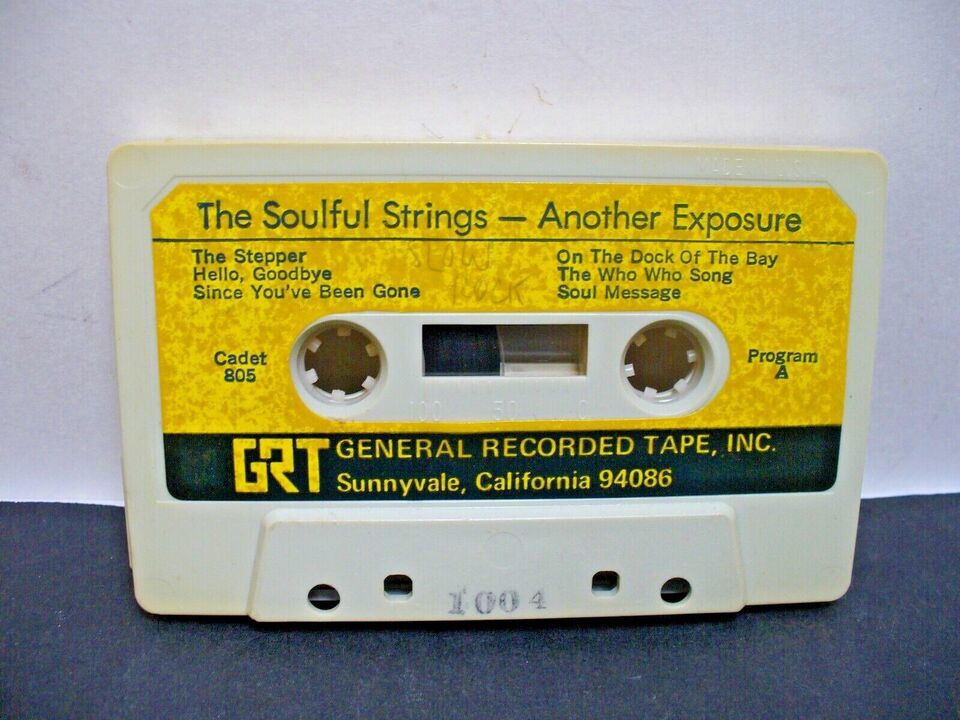 The Soulful Strings — Another Exposure
The Stepper
Hello, Goodbye
Since You've Been Gone
On The Dock Of The Bay
The Who Who Song
Soul Message
Cadet
805
Program
A
100 50
GRT GENERAL RECORDED TAPE, INC.
Sunnyvale, California 94086
1004